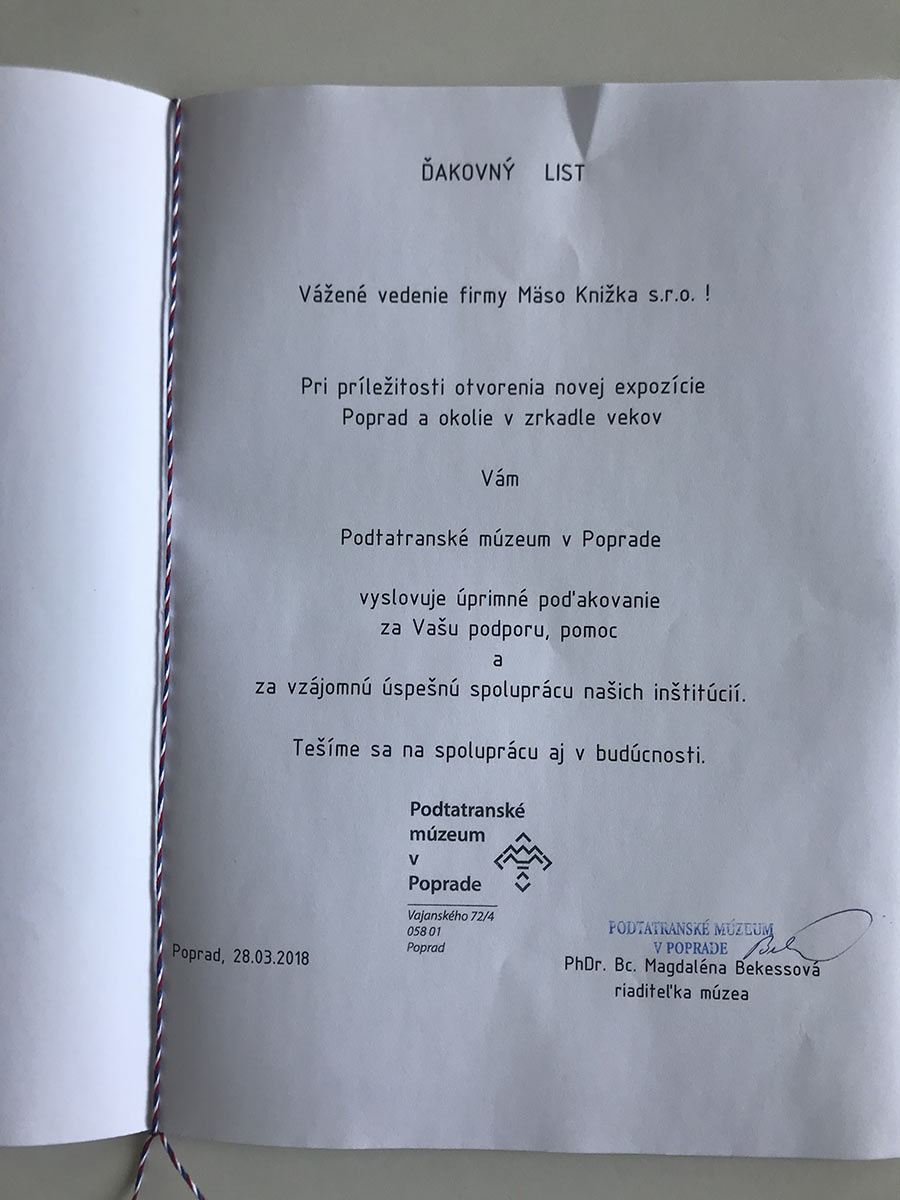 ĎAKOVNÝ LIST
Vážené vedenie firmy Mäso Knižka s.r.o. !
Pri príležitosti otvorenia novej expozície
Poprad a okolie v zrkadle vekov
Vám
Podtatranské múzeum v Poprade
vyslovuje úprimné poďakovanie
za Vašu podporu, pomoc
a
za vzájomnú úspešnú spoluprácu našich inštitúcií.
Tešíme sa na spoluprácu aj v budúcnosti.
Podtatranské
múzeum
v
Poprade
Vajanského 72/4
058 01
Poprad
Poprad, 28.03.2018
PODTATRANSKÉ MÚZEUM
V POPRADE
PhDr. Bc. Magdaléna Bekessová
riaditeľka múzea